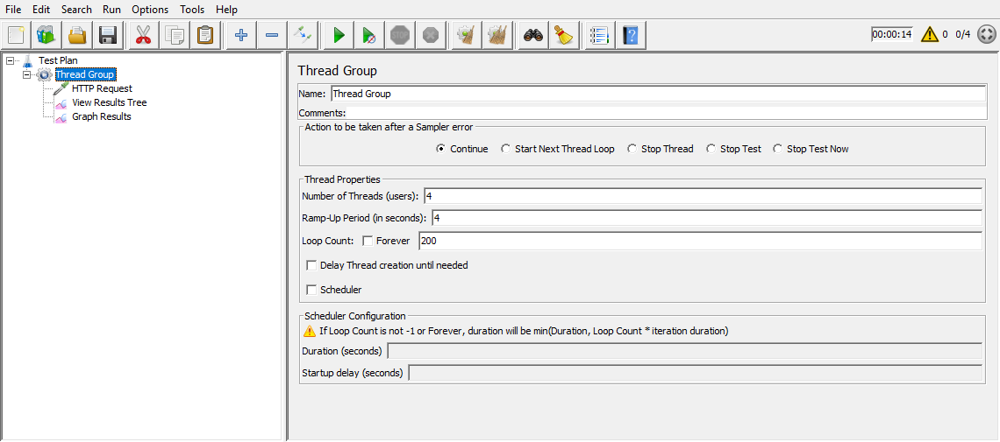 File Edit Search Run Options Tools Help
00:00:14 0 0/4
Test Plan
Thread Group
HTTP Request
View Results Tree
Graph Results
Thread Group
Name: Thread Group
Comments:
Action to be taken after a Sampler error
Continue Start Next Thread Loop Stop Thread Stop Test Stop Test Now
Thread Properties
Number of Threads (users): 4
Ramp-Up Period (in seconds): 4
Loop Count: Forever 200
Delay Thread creation until needed
Scheduler
Scheduler Configuration
If Loop Count is not -1 or Forever, duration will be min(Duration, Loop Count * iteration duration)
Duration (seconds)
Startup delay (seconds)